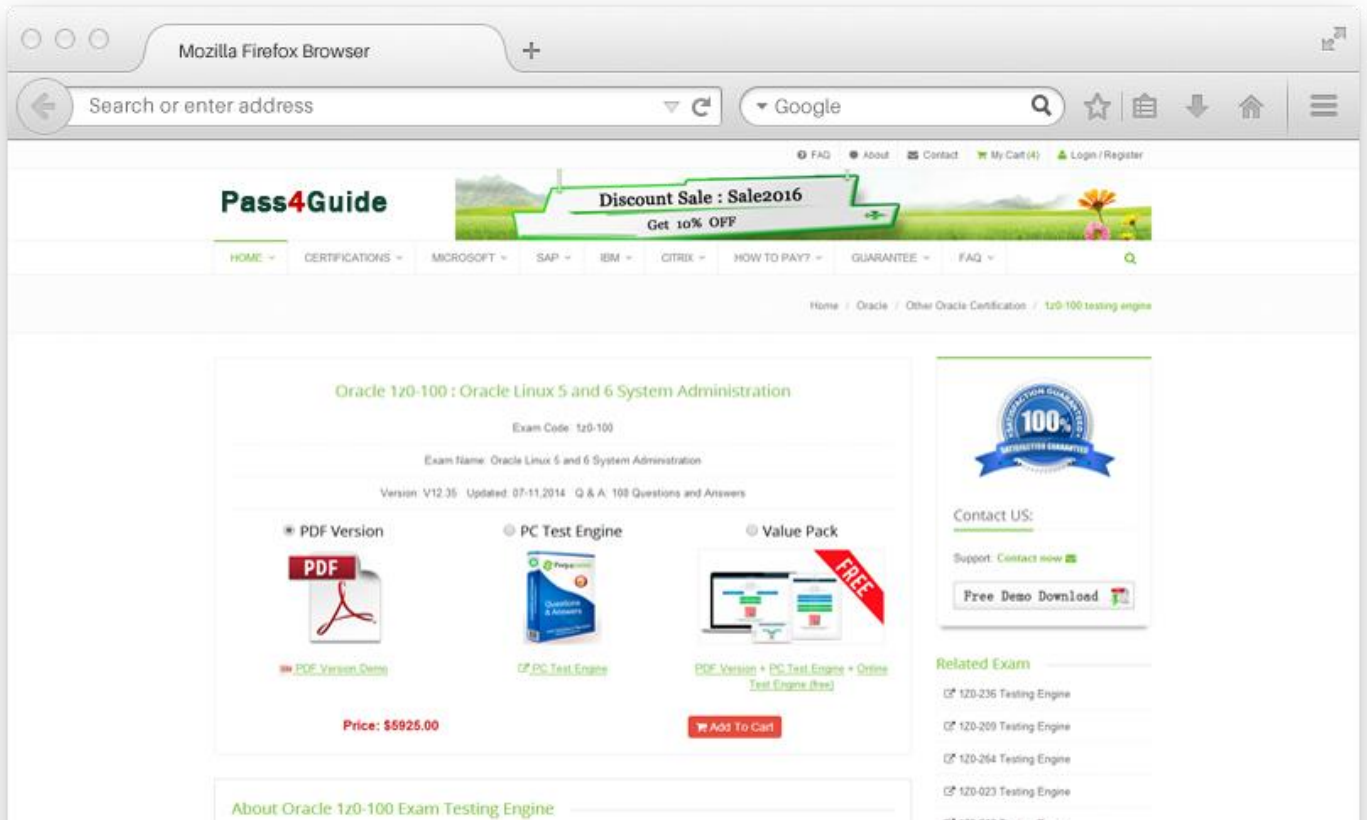 Mozilla Firefox Browser
Search or enter address
Google
FAQ About Contact My Cart (4) Login / Register
Pass4Guide
Discount Sale : Sale2016
Get 10% OFF
HOME CERTIFICATIONS MICROSOFT SAP IBM CITRIX HOW TO PAY? GUARANTEE FAQ
Home / Oracle / Other Oracle Certification / 1z0-100 testing engine
Oracle 1z0-100 : Oracle Linux 5 and 6 System Administration
Exam Code: 1z0-100
Exam Name: Oracle Linux 5 and 6 System Administration
Version: V12.35 Updated: 07-11,2014 Q & A: 108 Questions and Answers
PDF Version PC Test Engine Value Pack
PDF
Questions
& Answers
FREE
PDF Version Demo
PC Test Engine
PDF Version + PC Test Engine + Online
Test Engine (free)
Price: $5925.00
Add To Cart
About Oracle 1z0-100 Exam Testing Engine
SATISFACTION GUARANTEED
100%
SATISFACTION GUARANTEED
Contact US:
Support: Contact now
Free Demo Download
Related Exam
1Z0-236 Testing Engine
1Z0-209 Testing Engine
1Z0-264 Testing Engine
1Z0-023 Testing Engine